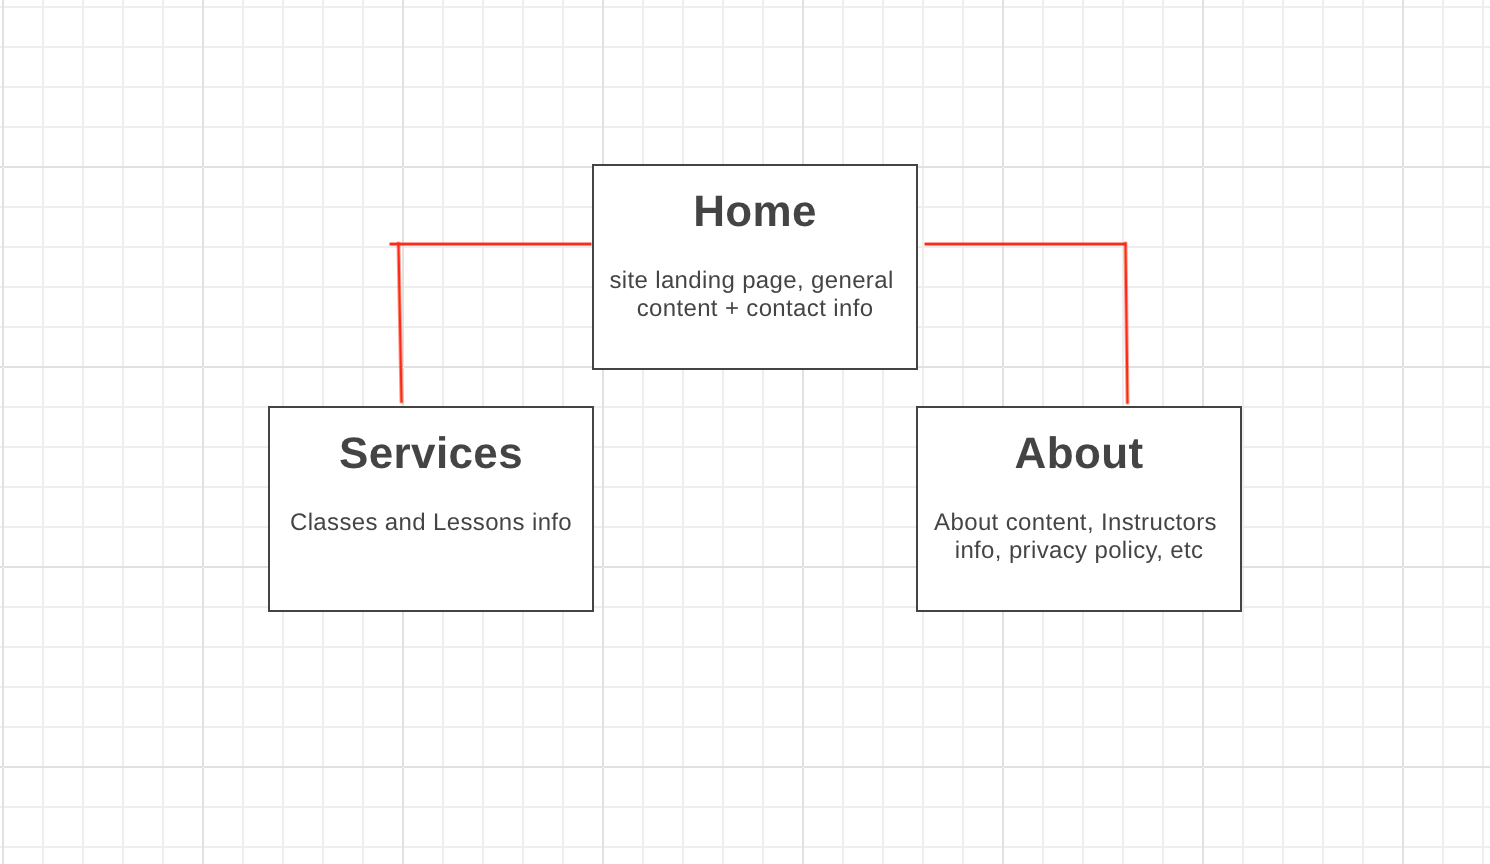 Home
site landing page, general
content + contact info
Services
Classes and Lessons info
About
About content, Instructors
info, privacy policy, etc